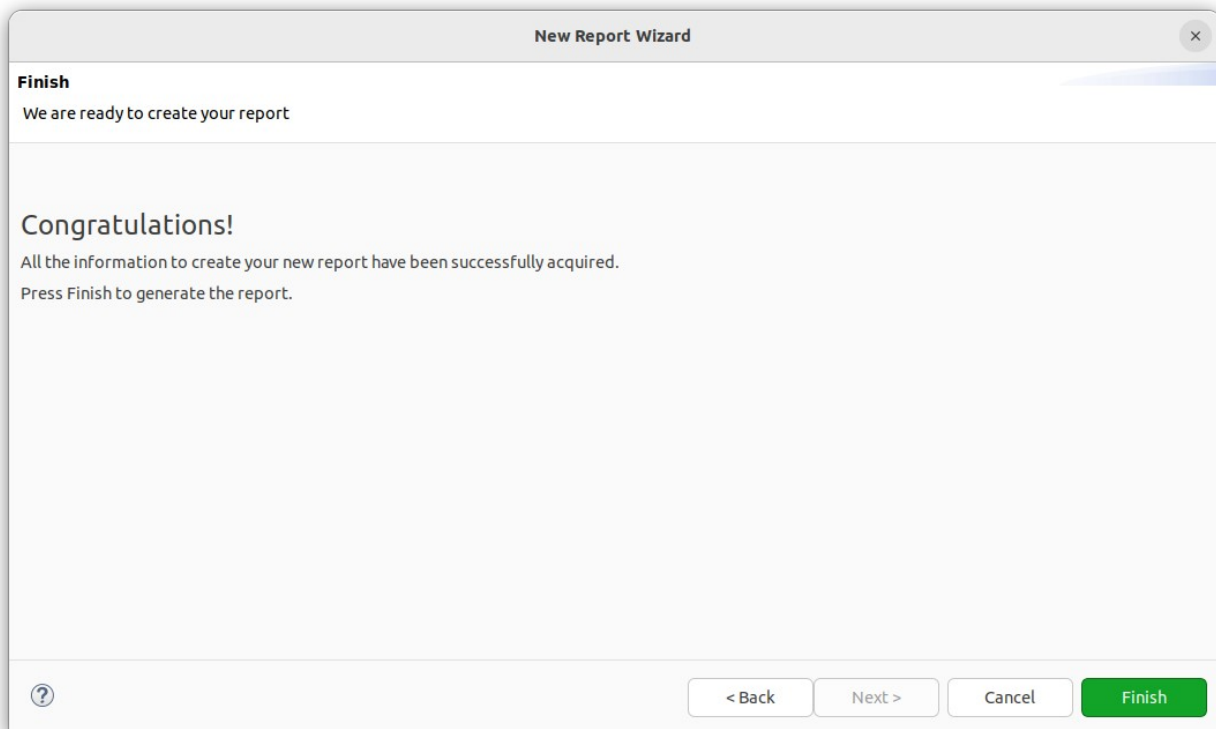 New Report Wizard
Finish
We are ready to create your report
Congratulations!
All the information to create your new report have been successfully acquired.
Press Finish to generate the report.
?
< Back
Next >
Cancel
Finish